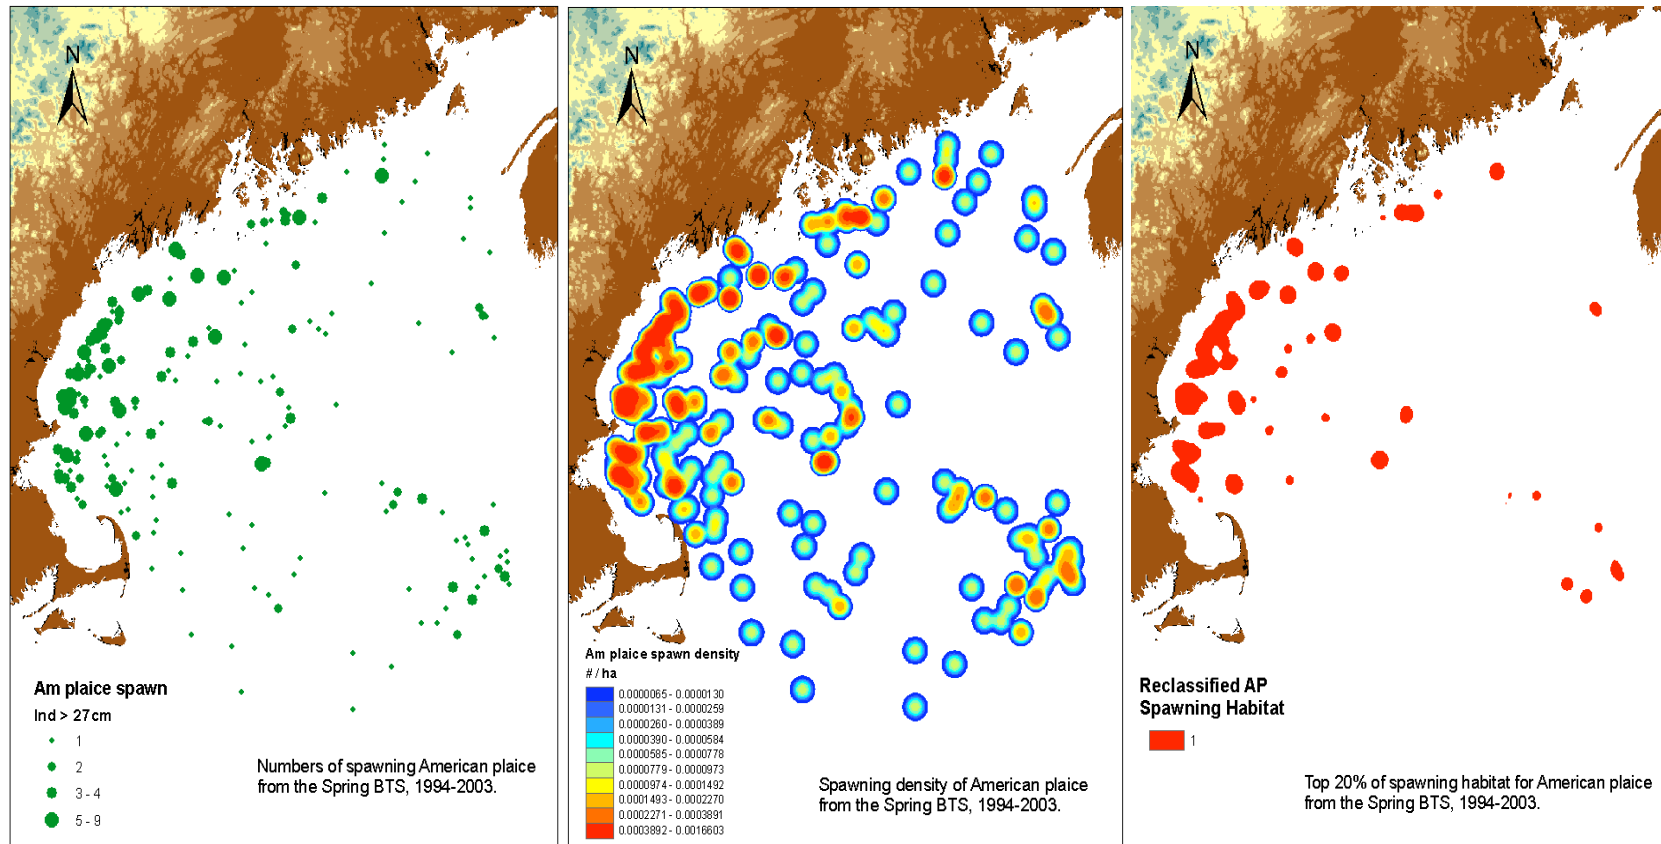 N
Am plaice spawn
Ind > 27cm
1
2
3 - 4
5 - 9
Numbers of spawning American plaice
from the Spring BTS, 1994-2003.
N
Am plaice spawn density
# / ha
0.0000065 - 0.0000130
0.0000131 - 0.0000259
0.0000260 - 0.0000389
0.0000390 - 0.0000584
0.0000585 - 0.0000778
0.0000779 - 0.0000973
0.0000974 - 0.0001492
0.0001493 - 0.0002270
0.0002271 - 0.0003891
0.0003892 - 0.0016603
Spawning density of American plaice
from the Spring BTS, 1994-2003.
N
Reclassified AP
Spawning Habitat
1
Top 20% of spawning habitat for American plaice
from the Spring BTS, 1994-2003.